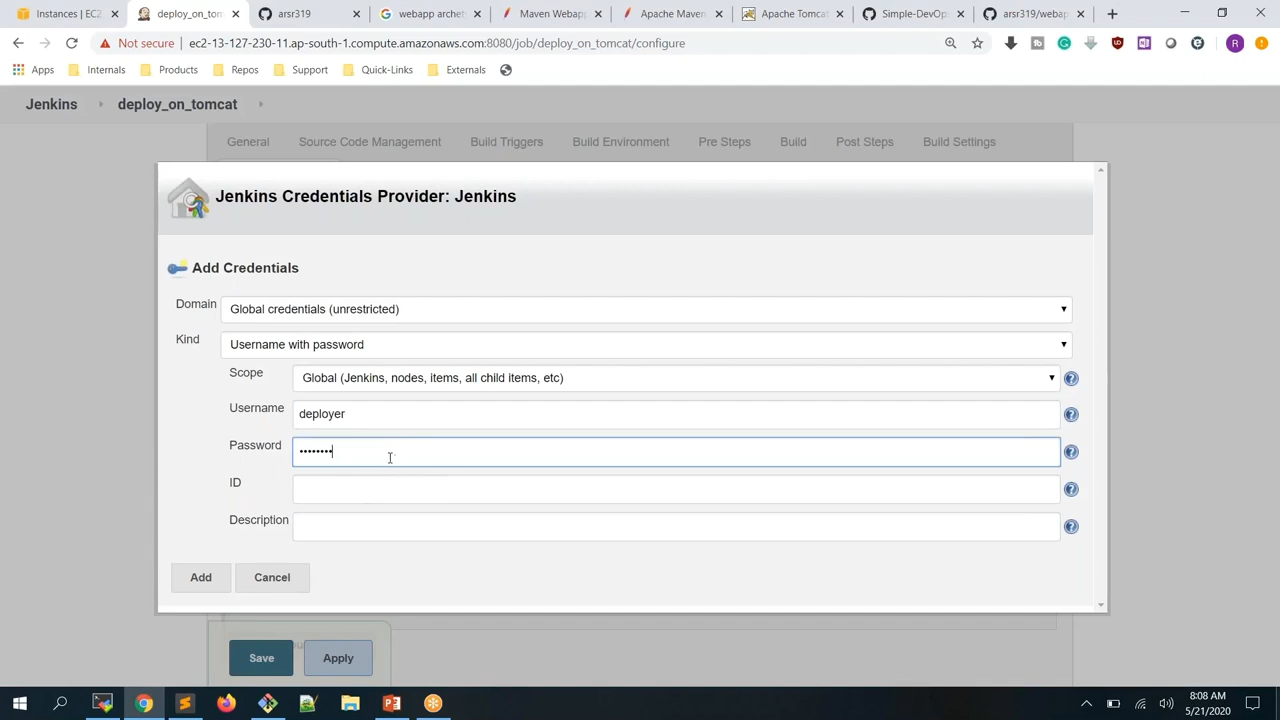 Instances | EC2
deploy_on_tom
arsr319
webapp archet
Maven Webapp
Apache Maven
Apache Tomcat
Simple-DevOp
arsr319/webap
Not secure
ec2-13-127-230-11.ap-south-1.compute.amazonaws.com:8080/job/deploy_on_tomcat/configure
Apps
Internals
Products
Repos
Support
Quick-Links
Externals
Jenkins
deploy_on_tomcat
General
Source Code Management
Build Triggers
Build Environment
Pre Steps
Build
Post Steps
Build Settings
Jenkins Credentials Provider: Jenkins
Add Credentials
Domain
Global credentials (unrestricted)
Kind
Username with password
Scope
Global (Jenkins, nodes, items, all child items, etc)
Username
deployer
Password
••••••••
ID
Description
Add
Cancel
Save
Apply
8:08 AM
5/21/2020